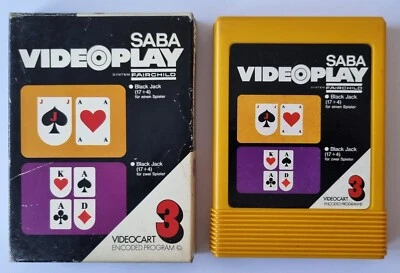 SABA
VIDEOPLAY
SYSTEM FAIRCHILD
● Black Jack
(17+4)
für einen Spieler
J J A A
● Black Jack
(17+4)
für zwei Spieler
K A
A D
VIDEOCART 3
ENCODED PROGRAM ©
SABA
VIDEOPLAY
SYSTEM FAIRCHILD
● Black Jack
(17+4)
für einen Spieler
J J A A
● Black Jack
(17+4)
für zwei Spieler
K A
A D
VIDEOCART 3
ENCODED PROGRAM ©